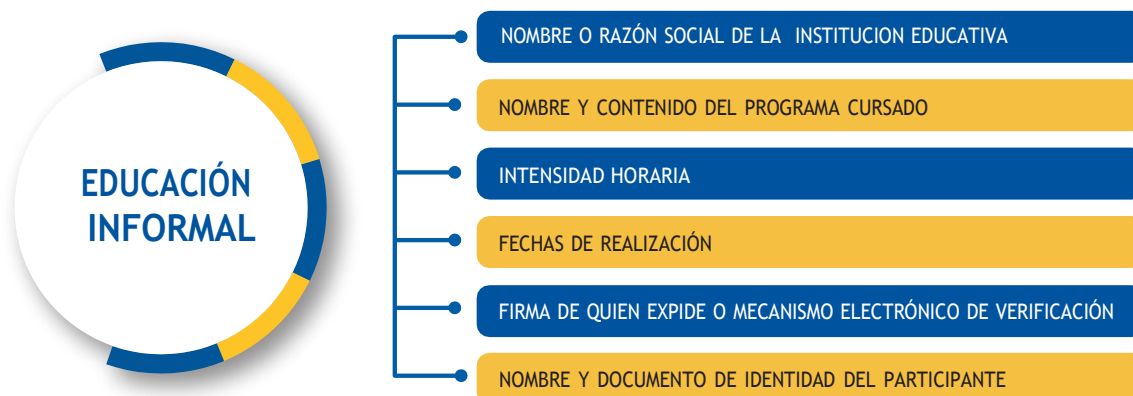 EDUCACIÓN
INFORMAL
NOMBRE O RAZÓN SOCIAL DE LA INSTITUCION EDUCATIVA
NOMBRE Y CONTENIDO DEL PROGRAMA CURSADO
INTENSIDAD HORARIA
FECHAS DE REALIZACIÓN
FIRMA DE QUIEN EXPIDE O MECANISMO ELECTRÓNICO DE VERIFICACIÓN
NOMBRE Y DOCUMENTO DE IDENTIDAD DEL PARTICIPANTE